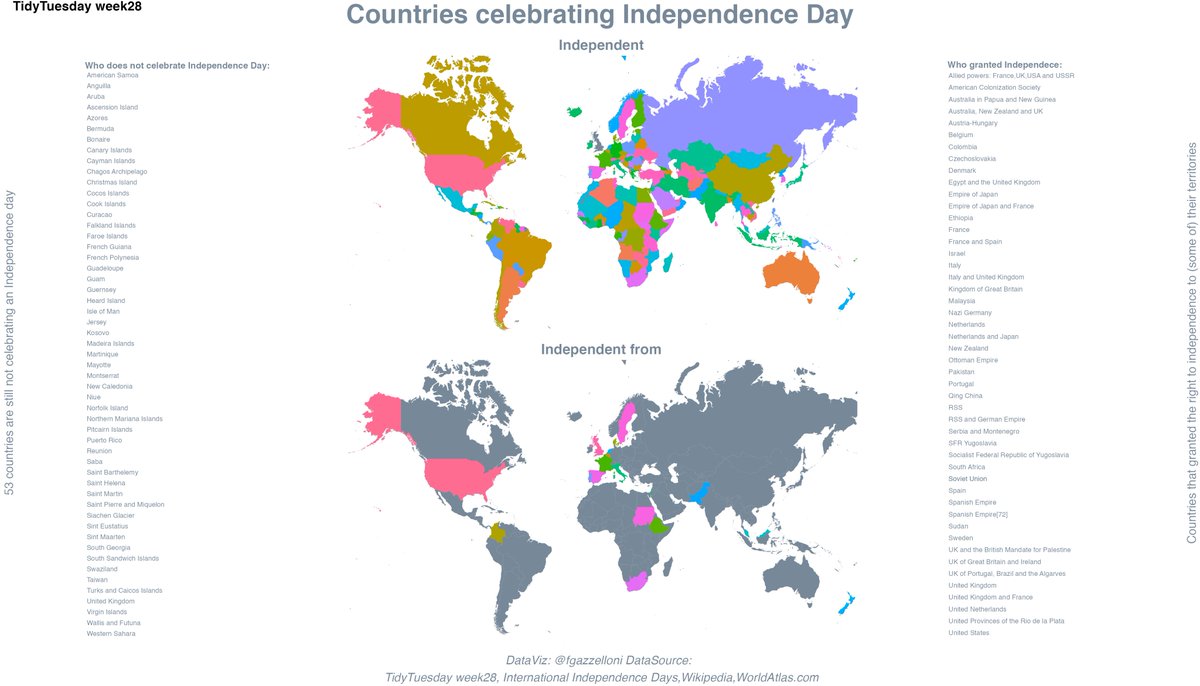 TidyTuesday week28
Countries celebrating Independence Day
Independent
Who does not celebrate Independence Day:
American Samoa
Anguilla
Aruba
Ascension Island
Azores
Bermuda
Bonaire
Canary Islands
Cayman Islands
Chagos Archipelago
Christmas Island
Cocos Islands
Cook Islands
Curacao
Falkland Islands
Faroe Islands
French Guiana
French Polynesia
Guadeloupe
Guam
Guernsey
Heard Island
Isle of Man
Jersey
Kosovo
Madeira Islands
Martinique
Mayotte
Montserrat
New Caledonia
Niue
Norfolk Island
Northern Mariana Islands
Pitcairn Islands
Puerto Rico
Reunion
Saba
Saint Barthelemy
Saint Helena
Saint Martin
Saint Pierre and Miquelon
Siachen Glacier
Sint Eustatius
Sint Maarten
South Georgia
South Sandwich Islands
Swaziland
Taiwan
Turks and Caicos Islands
United Kingdom
Virgin Islands
Wallis and Futuna
Western Sahara
53 countries are still not celebrating an Independence day
Independent from
Who granted Independece:
Allied powers: France,UK,USA and USSR
American Colonization Society
Australia in Papua and New Guinea
Australia, New Zealand and UK
Austria-Hungary
Belgium
Colombia
Czechoslovakia
Denmark
Egypt and the United Kingdom
Empire of Japan
Empire of Japan and France
Ethiopia
France
France and Spain
Israel
Italy
Italy and United Kingdom
Kingdom of Great Britain
Malaysia
Nazi Germany
Netherlands
Netherlands and Japan
New Zealand
Ottoman Empire
Pakistan
Portugal
Qing China
RSS
RSS and German Empire
Serbia and Montenegro
SFR Yugoslavia
Socialist Federal Republic of Yugoslavia
South Africa
Soviet Union
Spain
Spanish Empire
Spanish Empire[72]
Sudan
Sweden
UK and the British Mandate for Palestine
UK of Great Britain and Ireland
UK of Portugal, Brazil and the Algarves
United Kingdom
United Kingdom and France
United Netherlands
United Provinces of the Rio de la Plata
United States
Countries that granted the right to independence to (some of) their territories
DataViz: @fgazzelloni DataSource:
TidyTuesday week28, International Independence Days,Wikipedia,WorldAtlas.com